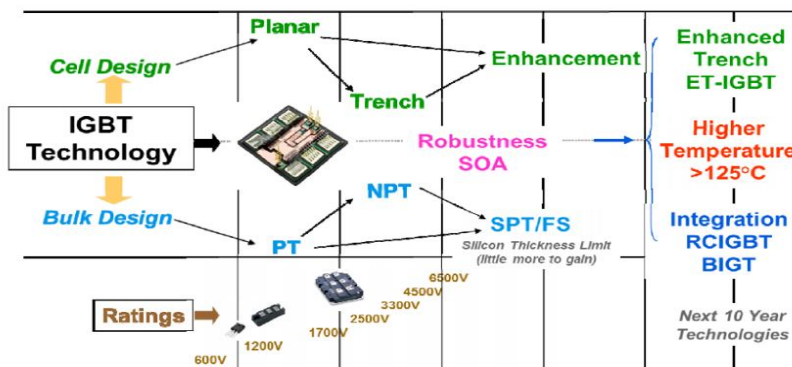 Planar
Cell Design
Enhancement
Trench
IGBT
Technology
Robustness
SOA
NPT
Bulk Design
PT
SPT/FS
Silicon Thickness Limit
(little more to gain)
Ratings
600V
1200V
1700V
2500V
3300V
4500V
6500V
Enhanced
Trench
ET-IGBT
Higher
Temperature
>125°C
Integration
RCIGBT
BIGT
Next 10 Year
Technologies